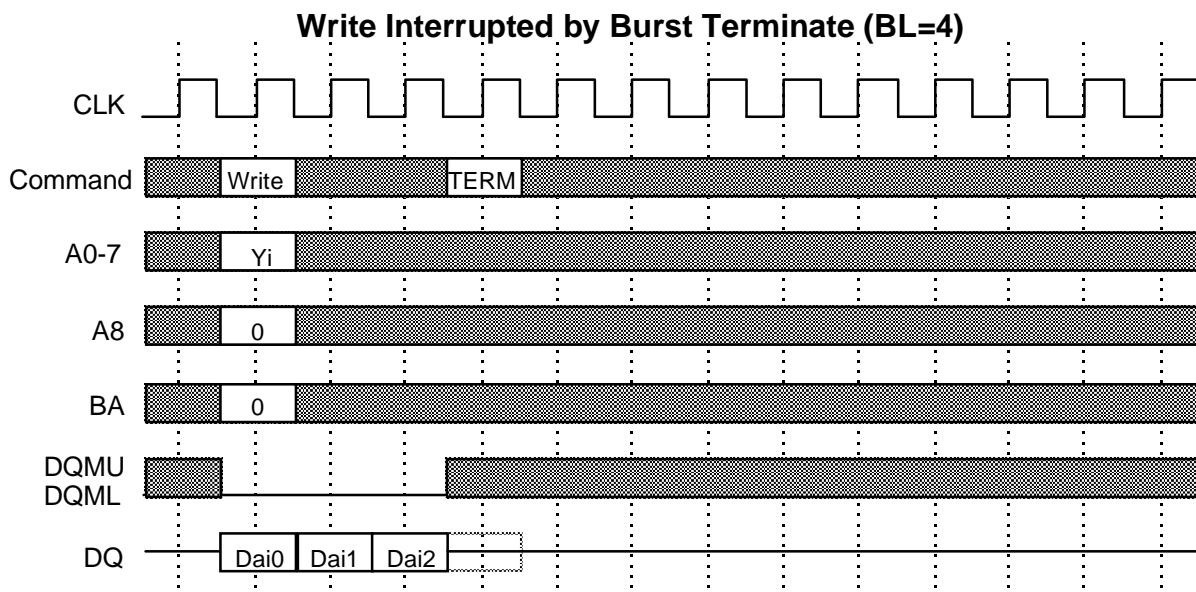 Write Interrupted by Burst Terminate (BL=4)
CLK
Command Write TERM
A0-7 Yi
A8 0
BA 0
DQMU
DQML
DQ Dai0 Dai1 Dai2